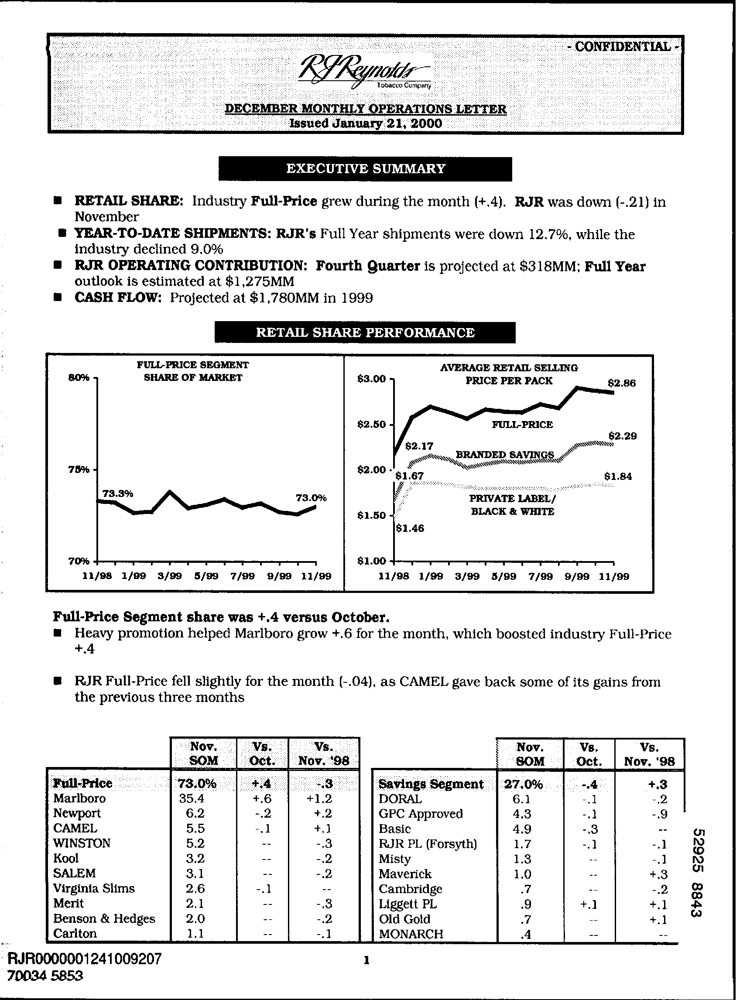 - CONFIDENTIAL -
RJReynolds
Tobacco Company
DECEMBER MONTHLY OPERATIONS LETTER
Issued January 21, 2000
EXECUTIVE SUMMARY
■ RETAIL SHARE: Industry Full-Price grew during the month (+.4). RJR was down (-.21) in
November
■ YEAR-TO-DATE SHIPMENTS: RJR's Full Year shipments were down 12.7%, while the
industry declined 9.0%
■ RJR OPERATING CONTRIBUTION: Fourth Quarter is projected at $318MM; Full Year
outlook is estimated at $1,275MM
■ CASH FLOW: Projected at $1,780MM in 1999
RETAIL SHARE PERFORMANCE
FULL-PRICE SEGMENT
SHARE OF MARKET
80%
75%
70%
73.3%
73.0%
11/98 1/99 3/99 5/99 7/99 9/99 11/99
AVERAGE RETAIL SELLING
PRICE PER PACK
$3.00
$2.50
$2.00
$1.50
$1.00
$2.86
FULL-PRICE
$2.17
$2.29
BRANDED SAVINGS
$1.67
$1.84
PRIVATE LABEL/
BLACK & WHITE
$1.46
11/98 1/99 3/99 5/99 7/99 9/99 11/99
Full-Price Segment share was +.4 versus October.
■ Heavy promotion helped Marlboro grow +.6 for the month, which boosted industry Full-Price
+.4
■ RJR Full-Price fell slightly for the month (-.04), as CAMEL gave back some of its gains from
the previous three months
Nov. Vs. Vs.
SOM Oct. Nov. '98
Full-Price 73.0% +.4 -.3
Marlboro 35.4 +.6 +1.2
Newport 6.2 -.2 +.2
CAMEL 5.5 -.1 +.1
WINSTON 5.2 -- -.3
Kool 3.2 -- -.2
SALEM 3.1 -- -.2
Virginia Slims 2.6 -.1 --
Merit 2.1 -- -.3
Benson & Hedges 2.0 -- -.2
Carlton 1.1 -- -.1
Nov. Vs. Vs.
SOM Oct. Nov. '98
Savings Segment 27.0% -.4 +.3
DORAL 6.1 -.1 -.2
GPC Approved 4.3 -.1 -.9
Basic 4.9 -.3 --
RJR PL (Forsyth) 1.7 -.1 -.1
Misty 1.3 -- -.1
Maverick 1.0 -- +.3
Cambridge .7 -- -.2
Liggett PL .9 +.1 +.1
Old Gold .7 -- +.1
MONARCH .4 -- --
52925 8843
RJR0000001241009207
1
70034 5853